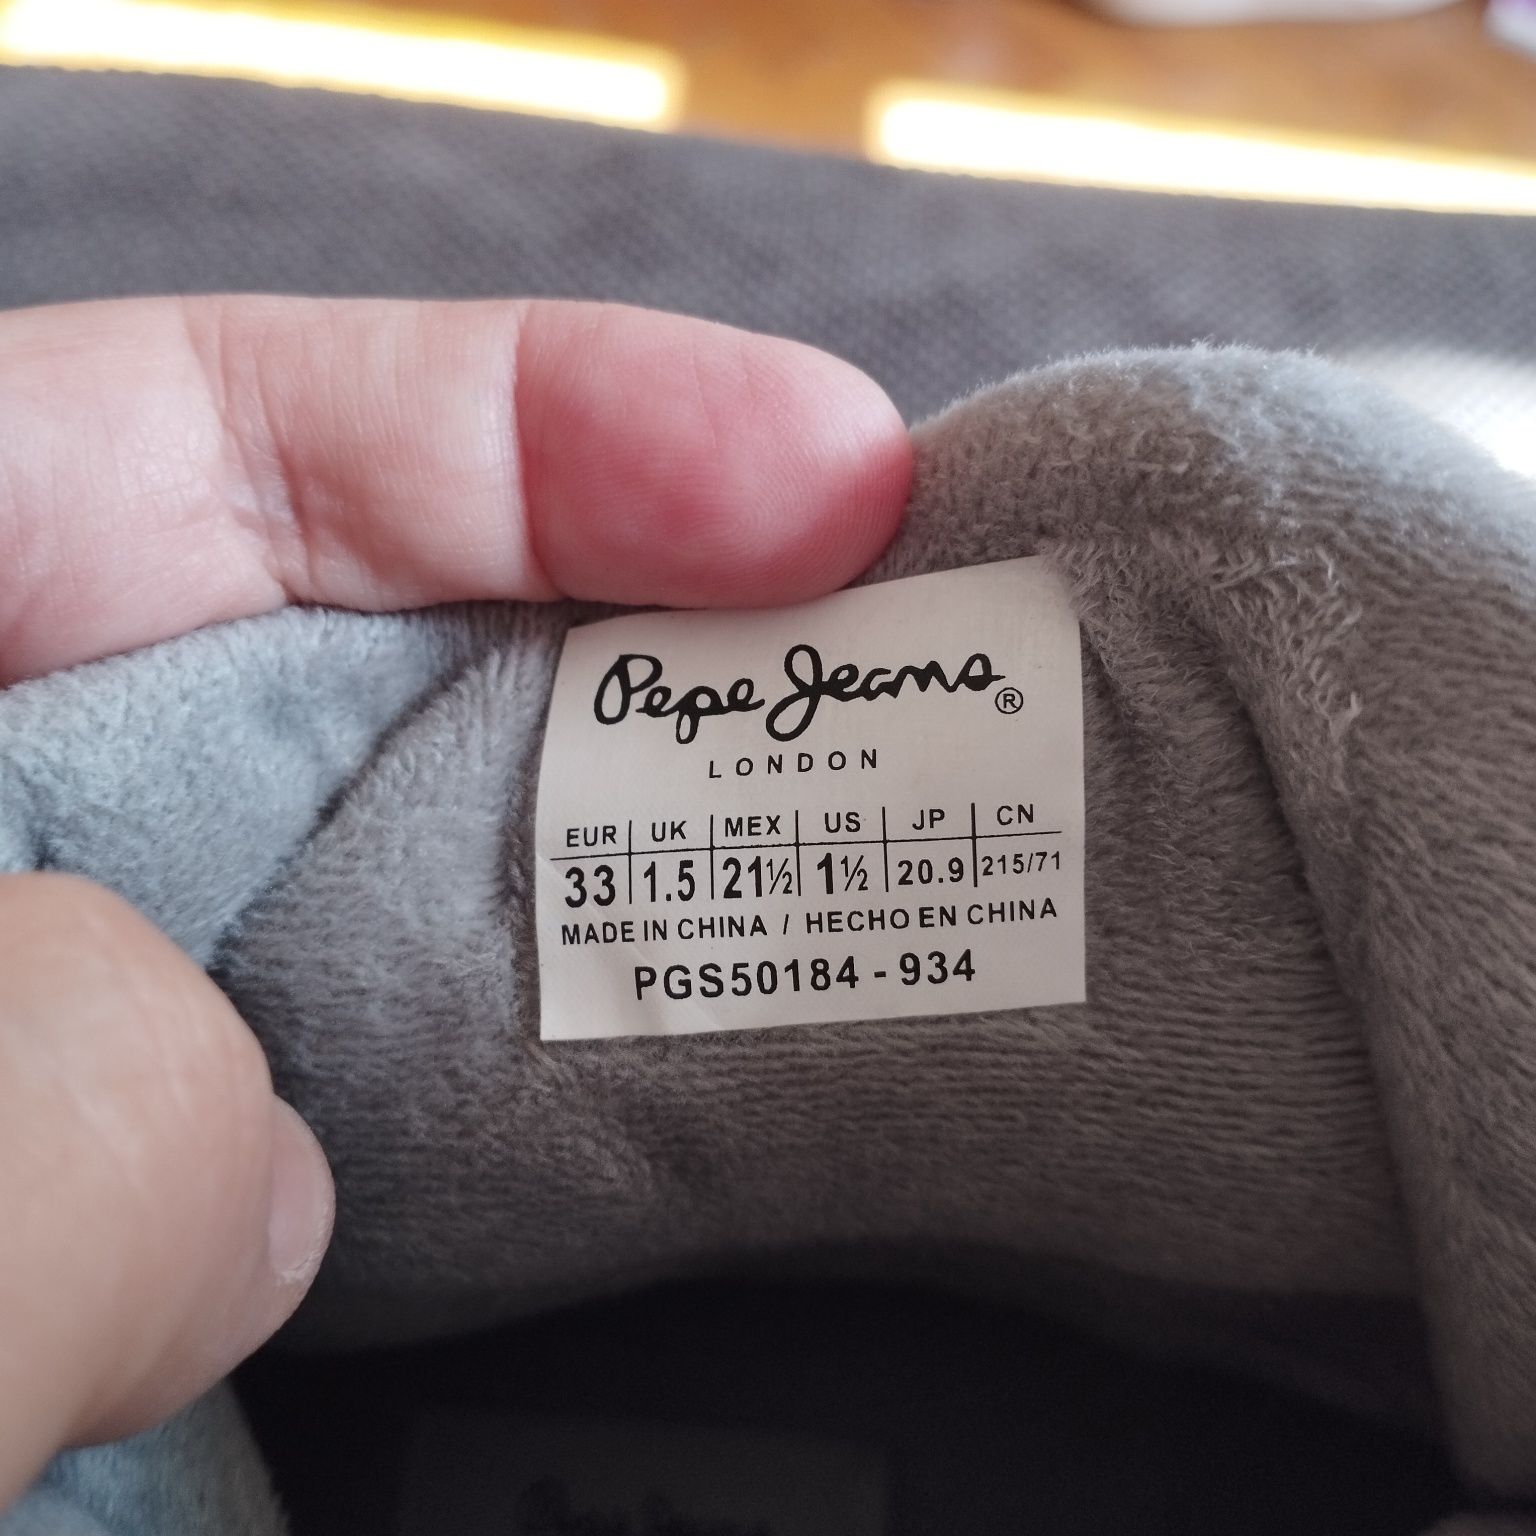 Pepe Jeans®
LONDON
EUR UK MEX US JP CN
33 1.5 21½ 1½ 20.9 215/71
MADE IN CHINA / HECHO EN CHINA
PGS50184 - 934